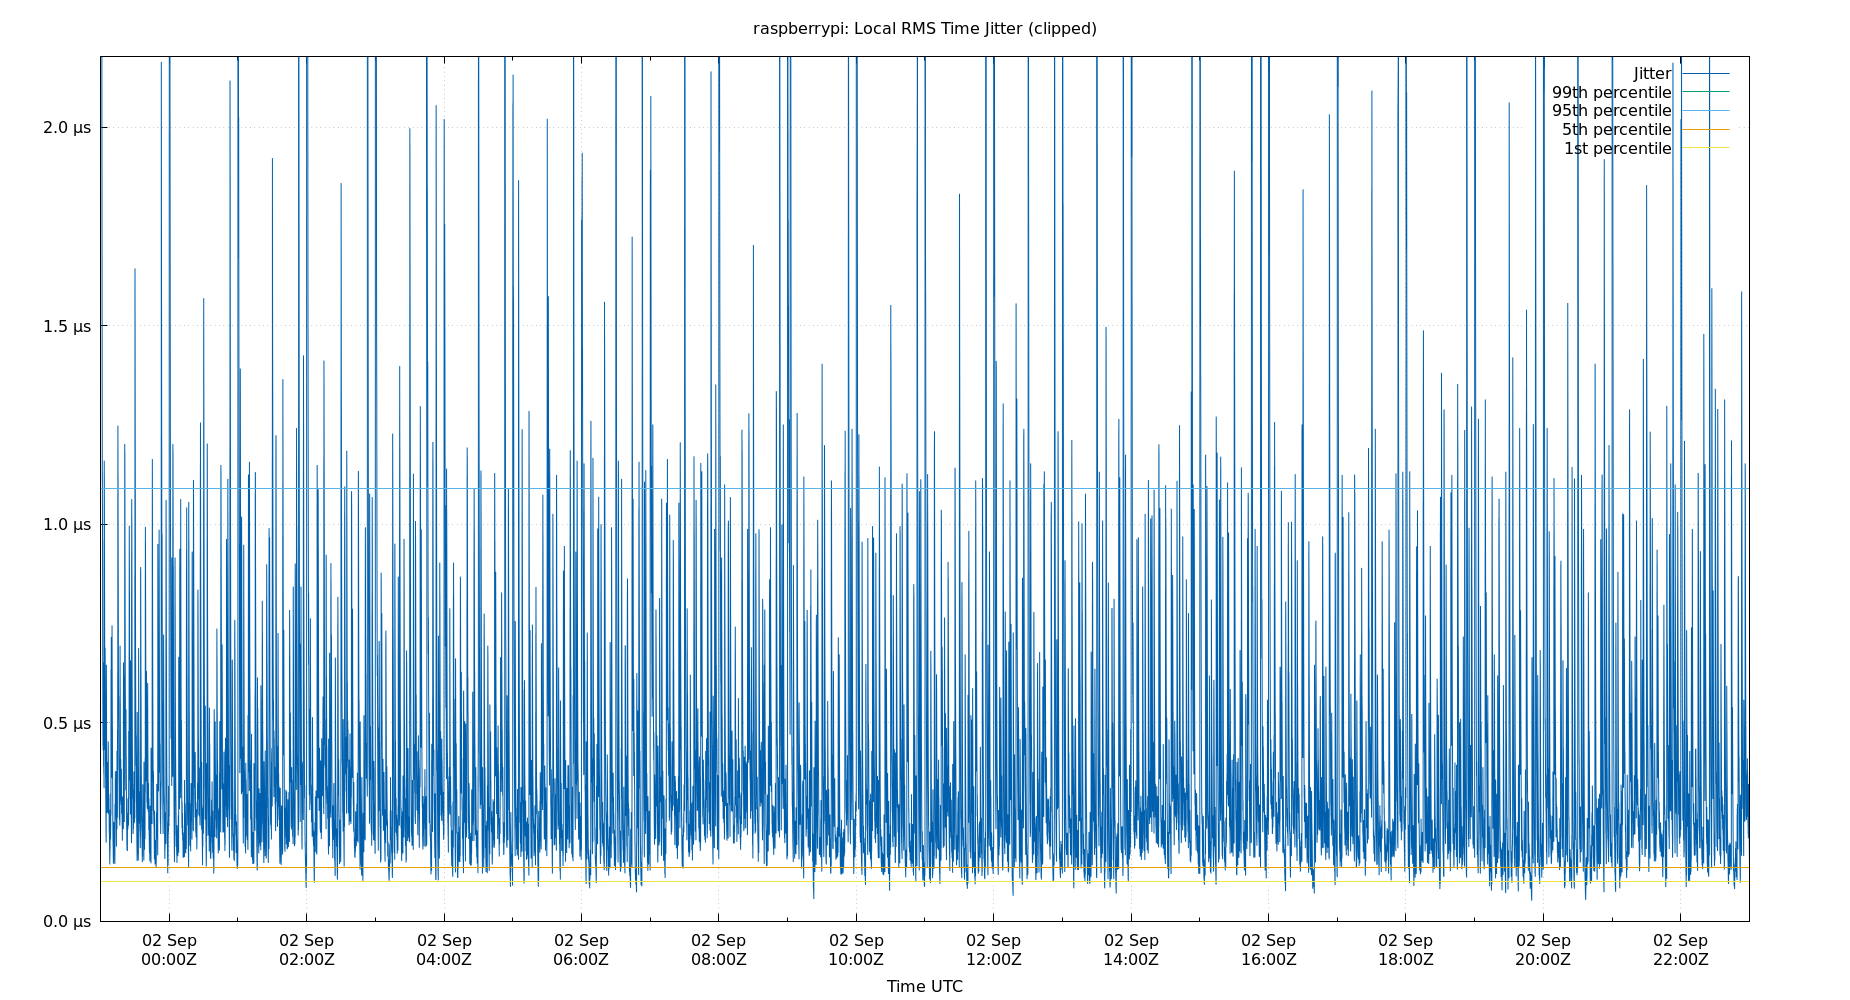 raspberrypi: Local RMS Time Jitter (clipped)
Jitter
99th percentile
95th percentile
5th percentile
1st percentile
2.0 µs
1.5 µs
1.0 µs
0.5 µs
0.0 µs
02 Sep 02 Sep 02 Sep 02 Sep 02 Sep 02 Sep 02 Sep 02 Sep 02 Sep 02 Sep 02 Sep 02 Sep
00:00Z 02:00Z 04:00Z 06:00Z 08:00Z 10:00Z 12:00Z 14:00Z 16:00Z 18:00Z 20:00Z 22:00Z
Time UTC